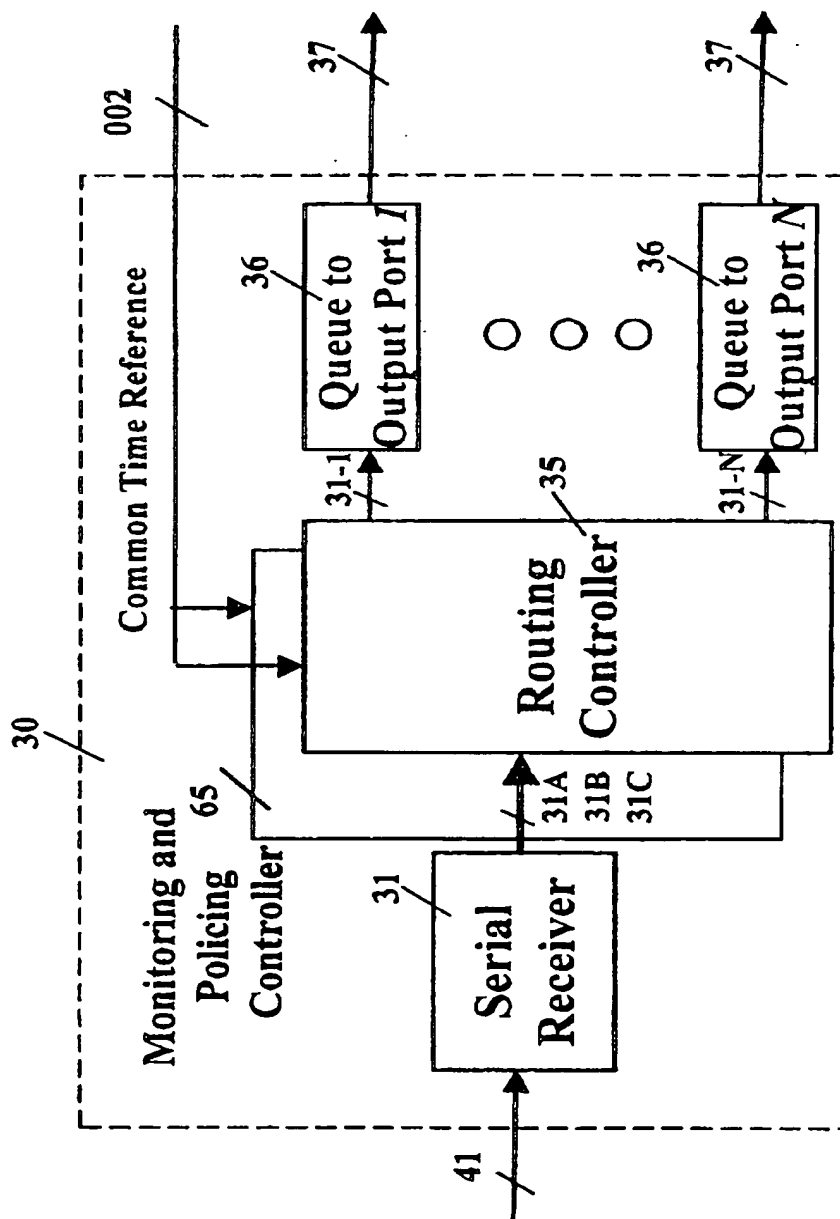 30
Common Time Reference
002
Monitoring and
Policing
Controller
65
41
31
Serial
Receiver
31A
31B
31C
Routing
Controller
35
31-1
36
Queue to
Output Port 1
37
31-N
36
Queue to
Output Port N
37